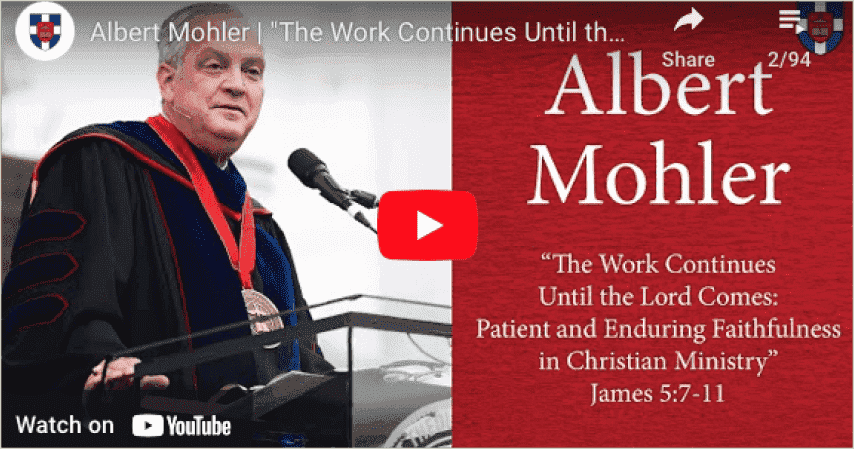 Albert Mohler | "The Work Continues Until th...
Share
2/94
Albert
Mohler
“The Work Continues
Until the Lord Comes:
Patient and Enduring Faithfulness
in Christian Ministry”
James 5:7-11
Watch on YouTube